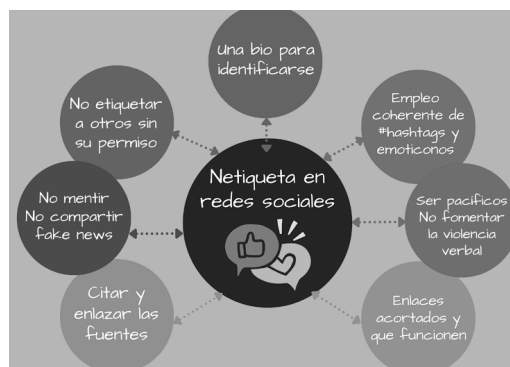 Una bio para
identificarse
No etiquetar
a otros sin
su permiso
Empleo
coherente de
#hashtags y
emoticonos
Netiqueta en
redes sociales
No mentir
No compartir
fake news
Ser pacíficos
No fomentar
la violencia
verbal
Citar y
enlazar las
fuentes
Enlaces
acortados y
que funcionen